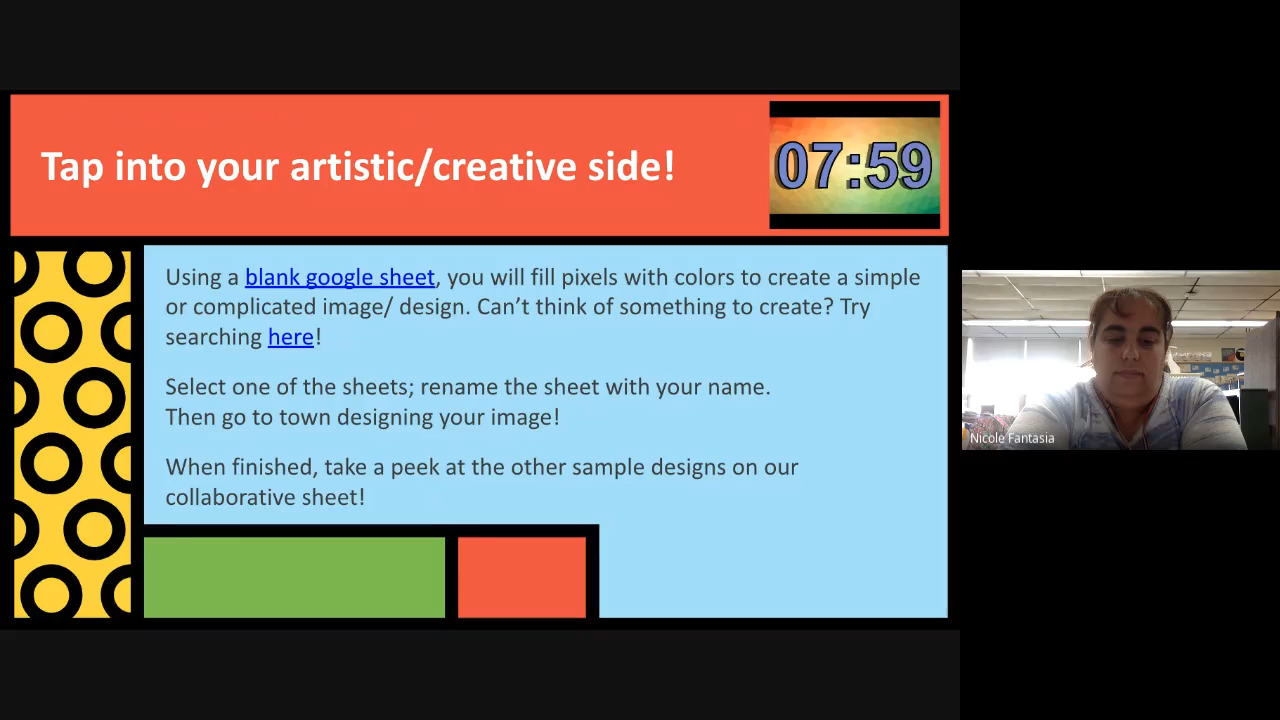 Tap into your artistic/creative side!
07:59
Using a blank google sheet, you will fill pixels with colors to create a simple
or complicated image/ design. Can’t think of something to create? Try
searching here!
Select one of the sheets; rename the sheet with your name.
Then go to town designing your image!
When finished, take a peek at the other sample designs on our
collaborative sheet!
Nicole Fantasia